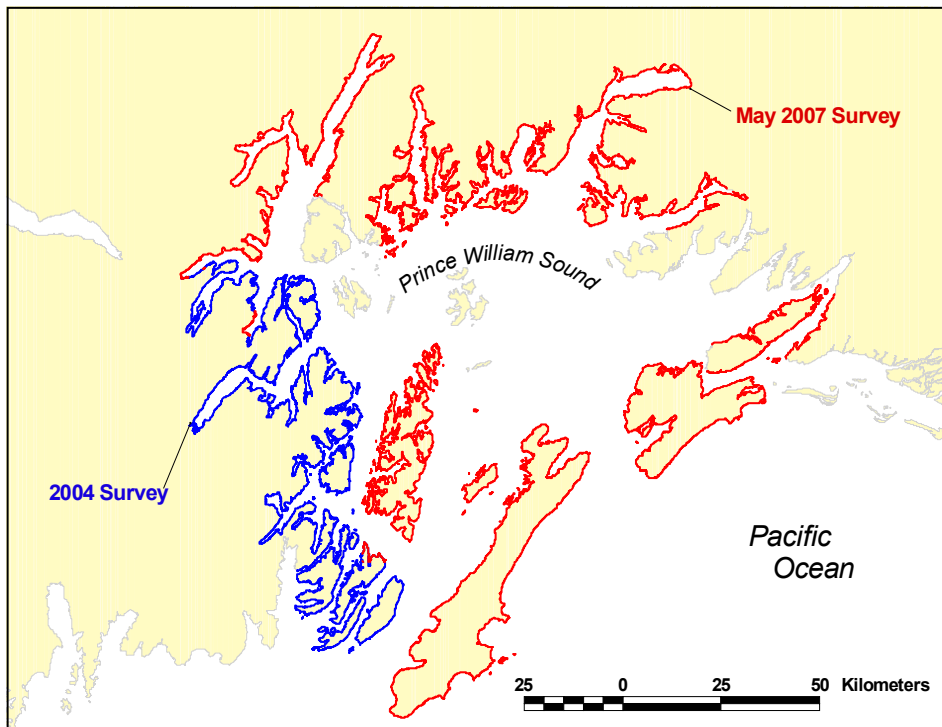 May 2007 Survey
Prince William Sound
2004 Survey
Pacific
Ocean
25 0 25 50 Kilometers